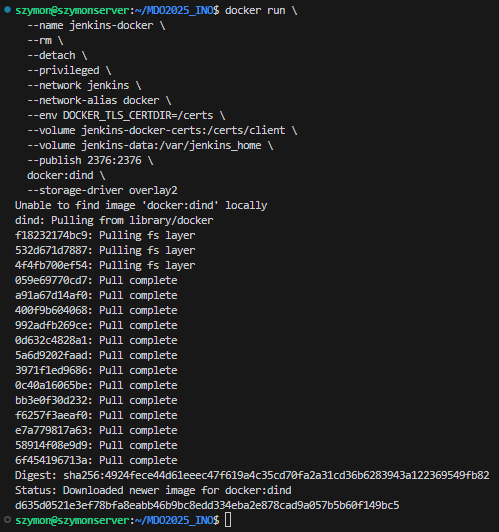 szymon@szymonserver:~/MDO2025_INO$ docker run \
  --name jenkins-docker \
  --rm \
  --detach \
  --privileged \
  --network jenkins \
  --network-alias docker \
  --env DOCKER_TLS_CERTDIR=/certs \
  --volume jenkins-docker-certs:/certs/client \
  --volume jenkins-data:/var/jenkins_home \
  --publish 2376:2376 \
  docker:dind \
  --storage-driver overlay2
Unable to find image 'docker:dind' locally
dind: Pulling from library/docker
f18232174bc9: Pulling fs layer
532d671d7887: Pulling fs layer
4f4fb700ef54: Pulling fs layer
059e69770cd7: Pull complete
a91a67d14af0: Pull complete
400f9b604068: Pull complete
992adfb269ce: Pull complete
0d632c4828a1: Pull complete
5a6d9202faad: Pull complete
3971f1ed9686: Pull complete
0c40a16065be: Pull complete
bb3e0f30d232: Pull complete
f6257f3aeaf0: Pull complete
e7a779817a63: Pull complete
58914f08e9d9: Pull complete
6f454196713a: Pull complete
Digest: sha256:4924fece44d61eeec47f619a4c35cd70fa2a31cd36b6283943a122369549fb82
Status: Downloaded newer image for docker:dind
d635d0521e3ef78bfa8eabb46b9bc8edd334eba2e878cad9a057b5b60f149bc5
szymon@szymonserver:~/MDO2025_INO$